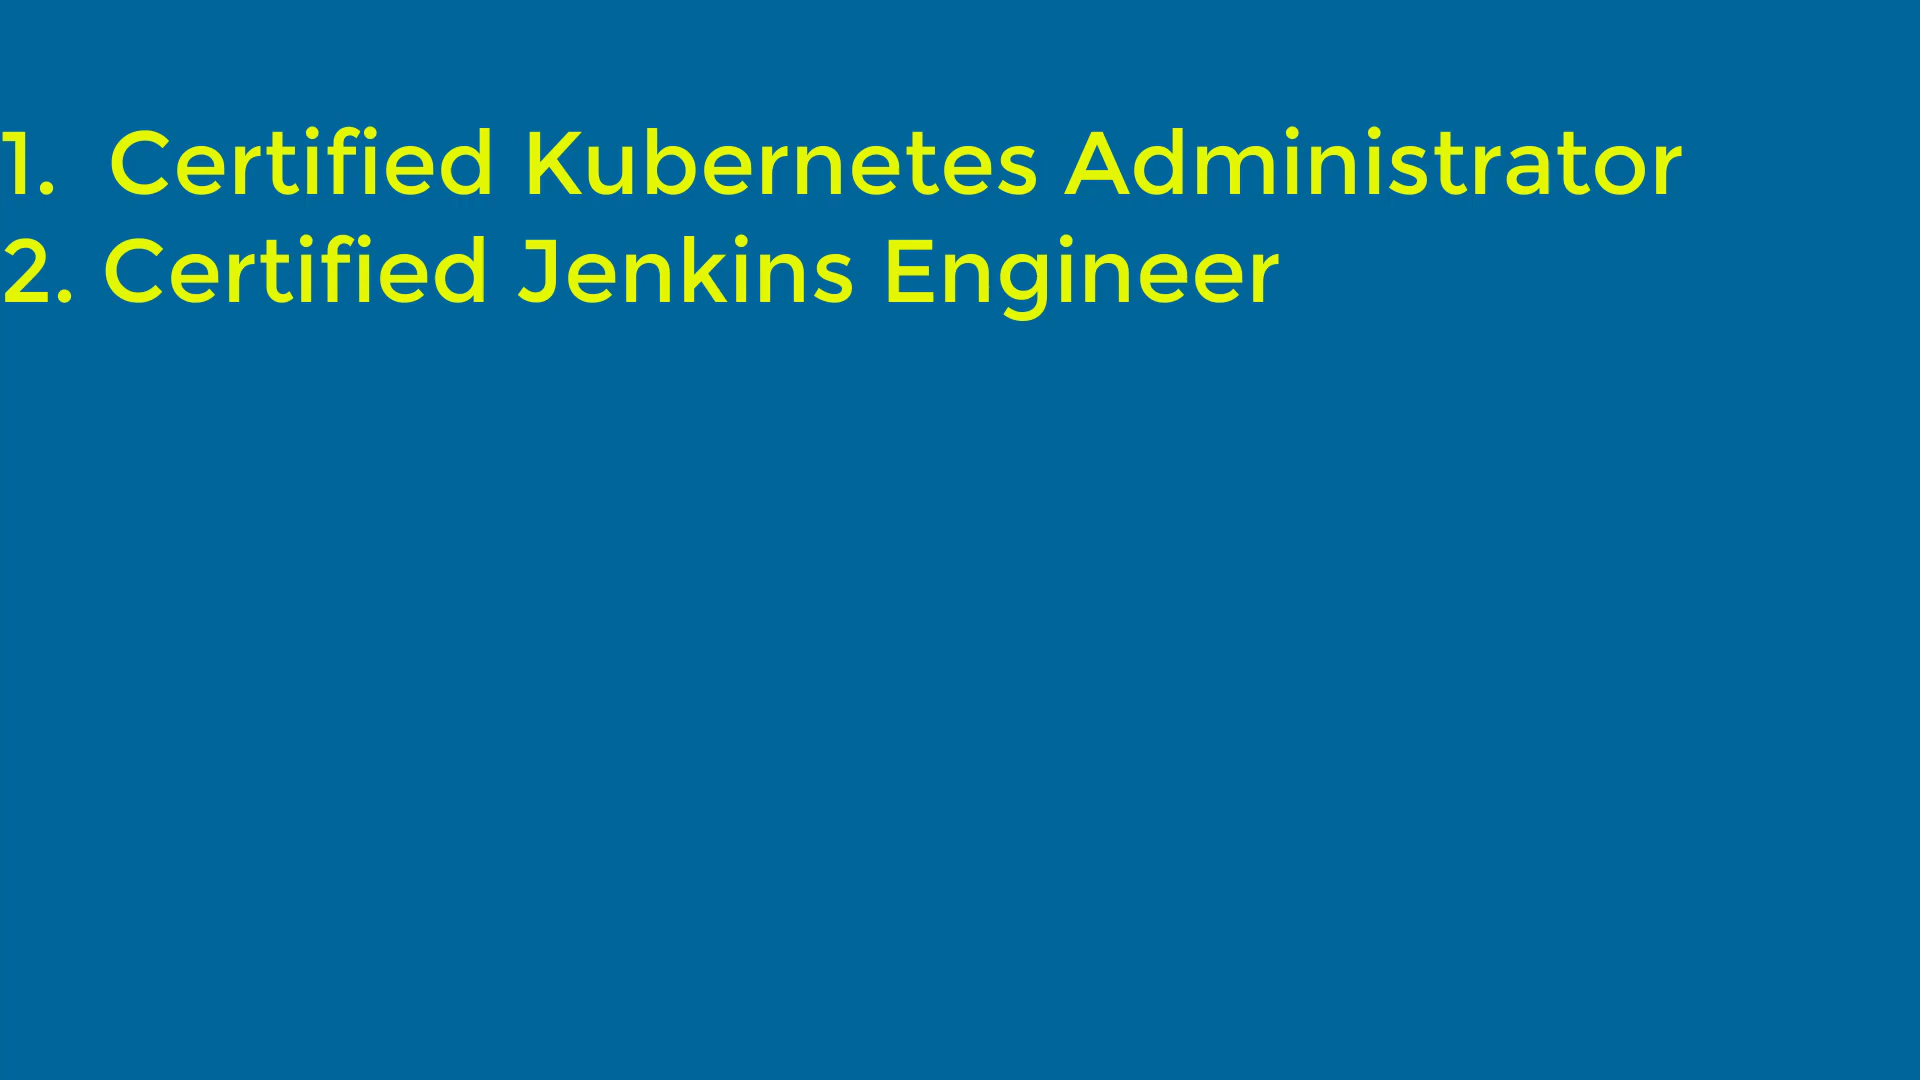 1.  Certified Kubernetes Administrator
2. Certified Jenkins Engineer